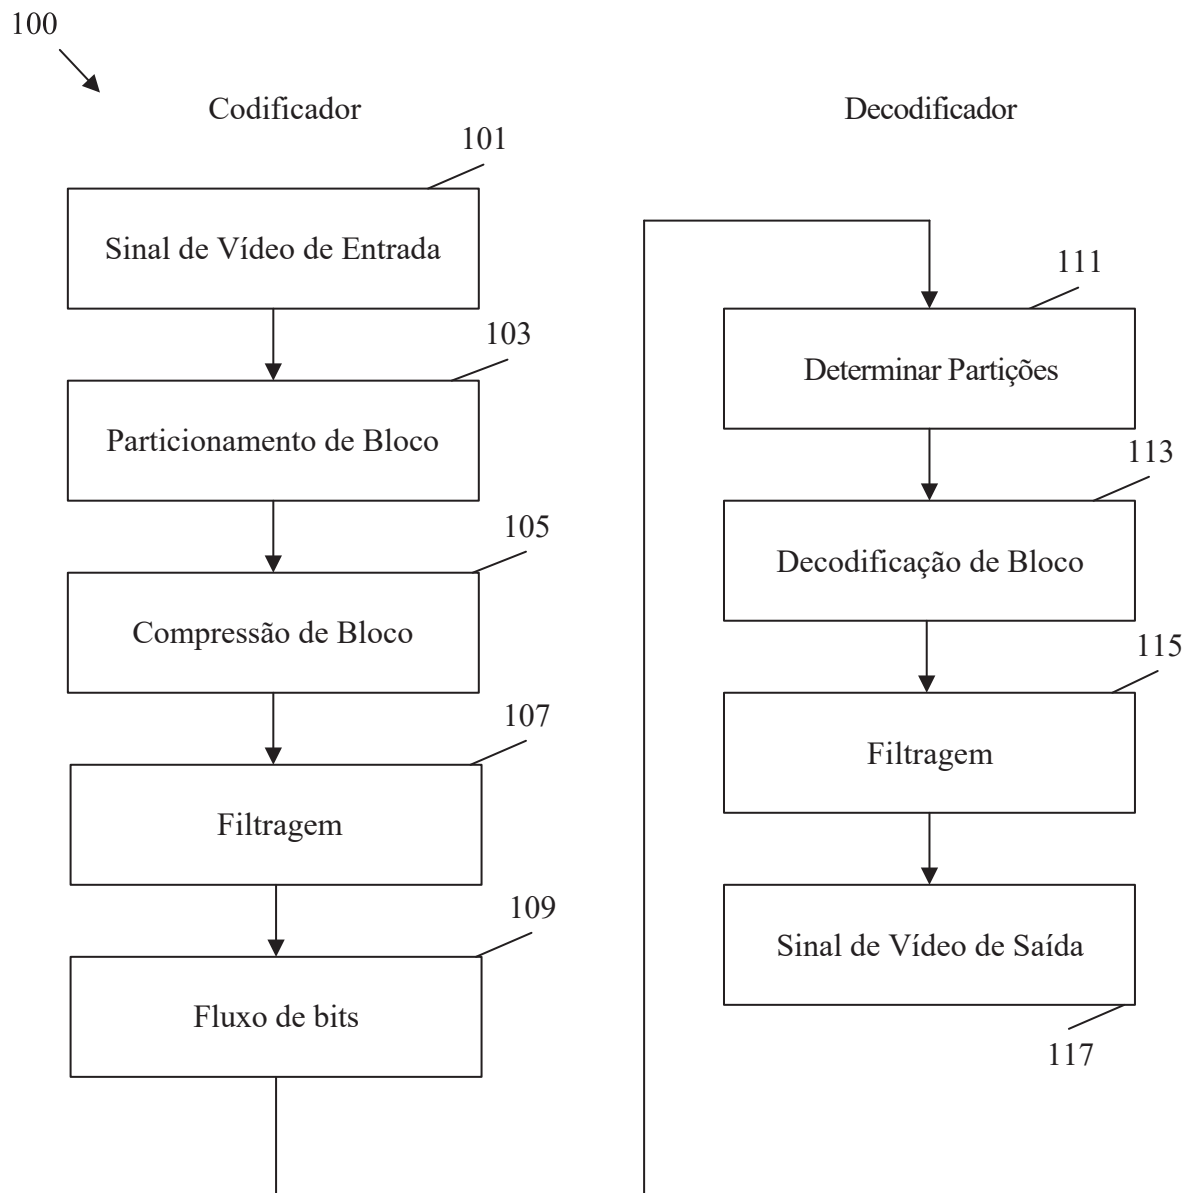 100
Codificador
101
Sinal de Vídeo de Entrada
103
Particionamento de Bloco
105
Compressão de Bloco
107
Filtragem
109
Fluxo de bits
Decodificador
111
Determinar Partições
113
Decodificação de Bloco
115
Filtragem
Sinal de Vídeo de Saída
117